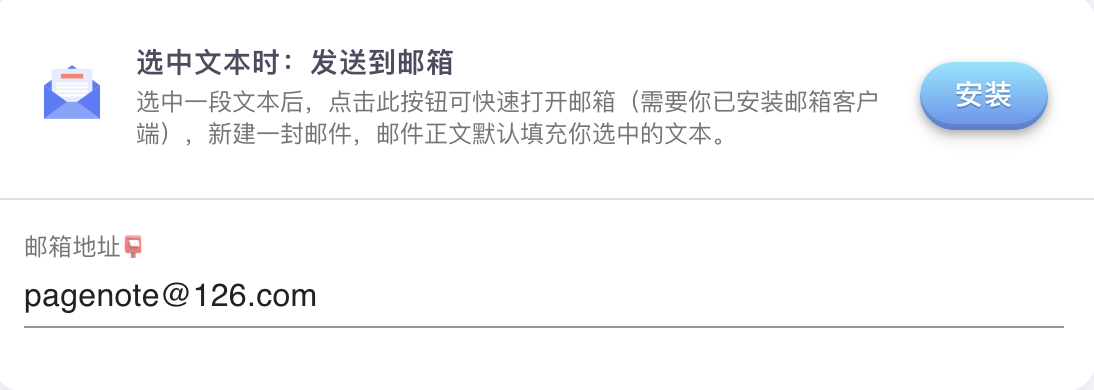 选中文本时：发送到邮箱
选中一段文本后，点击此按钮可快速打开邮箱（需要你已安装邮箱客户
端），新建一封邮件，邮件正文默认填充你选中的文本。
安装
邮箱地址📮
pagenote@126.com